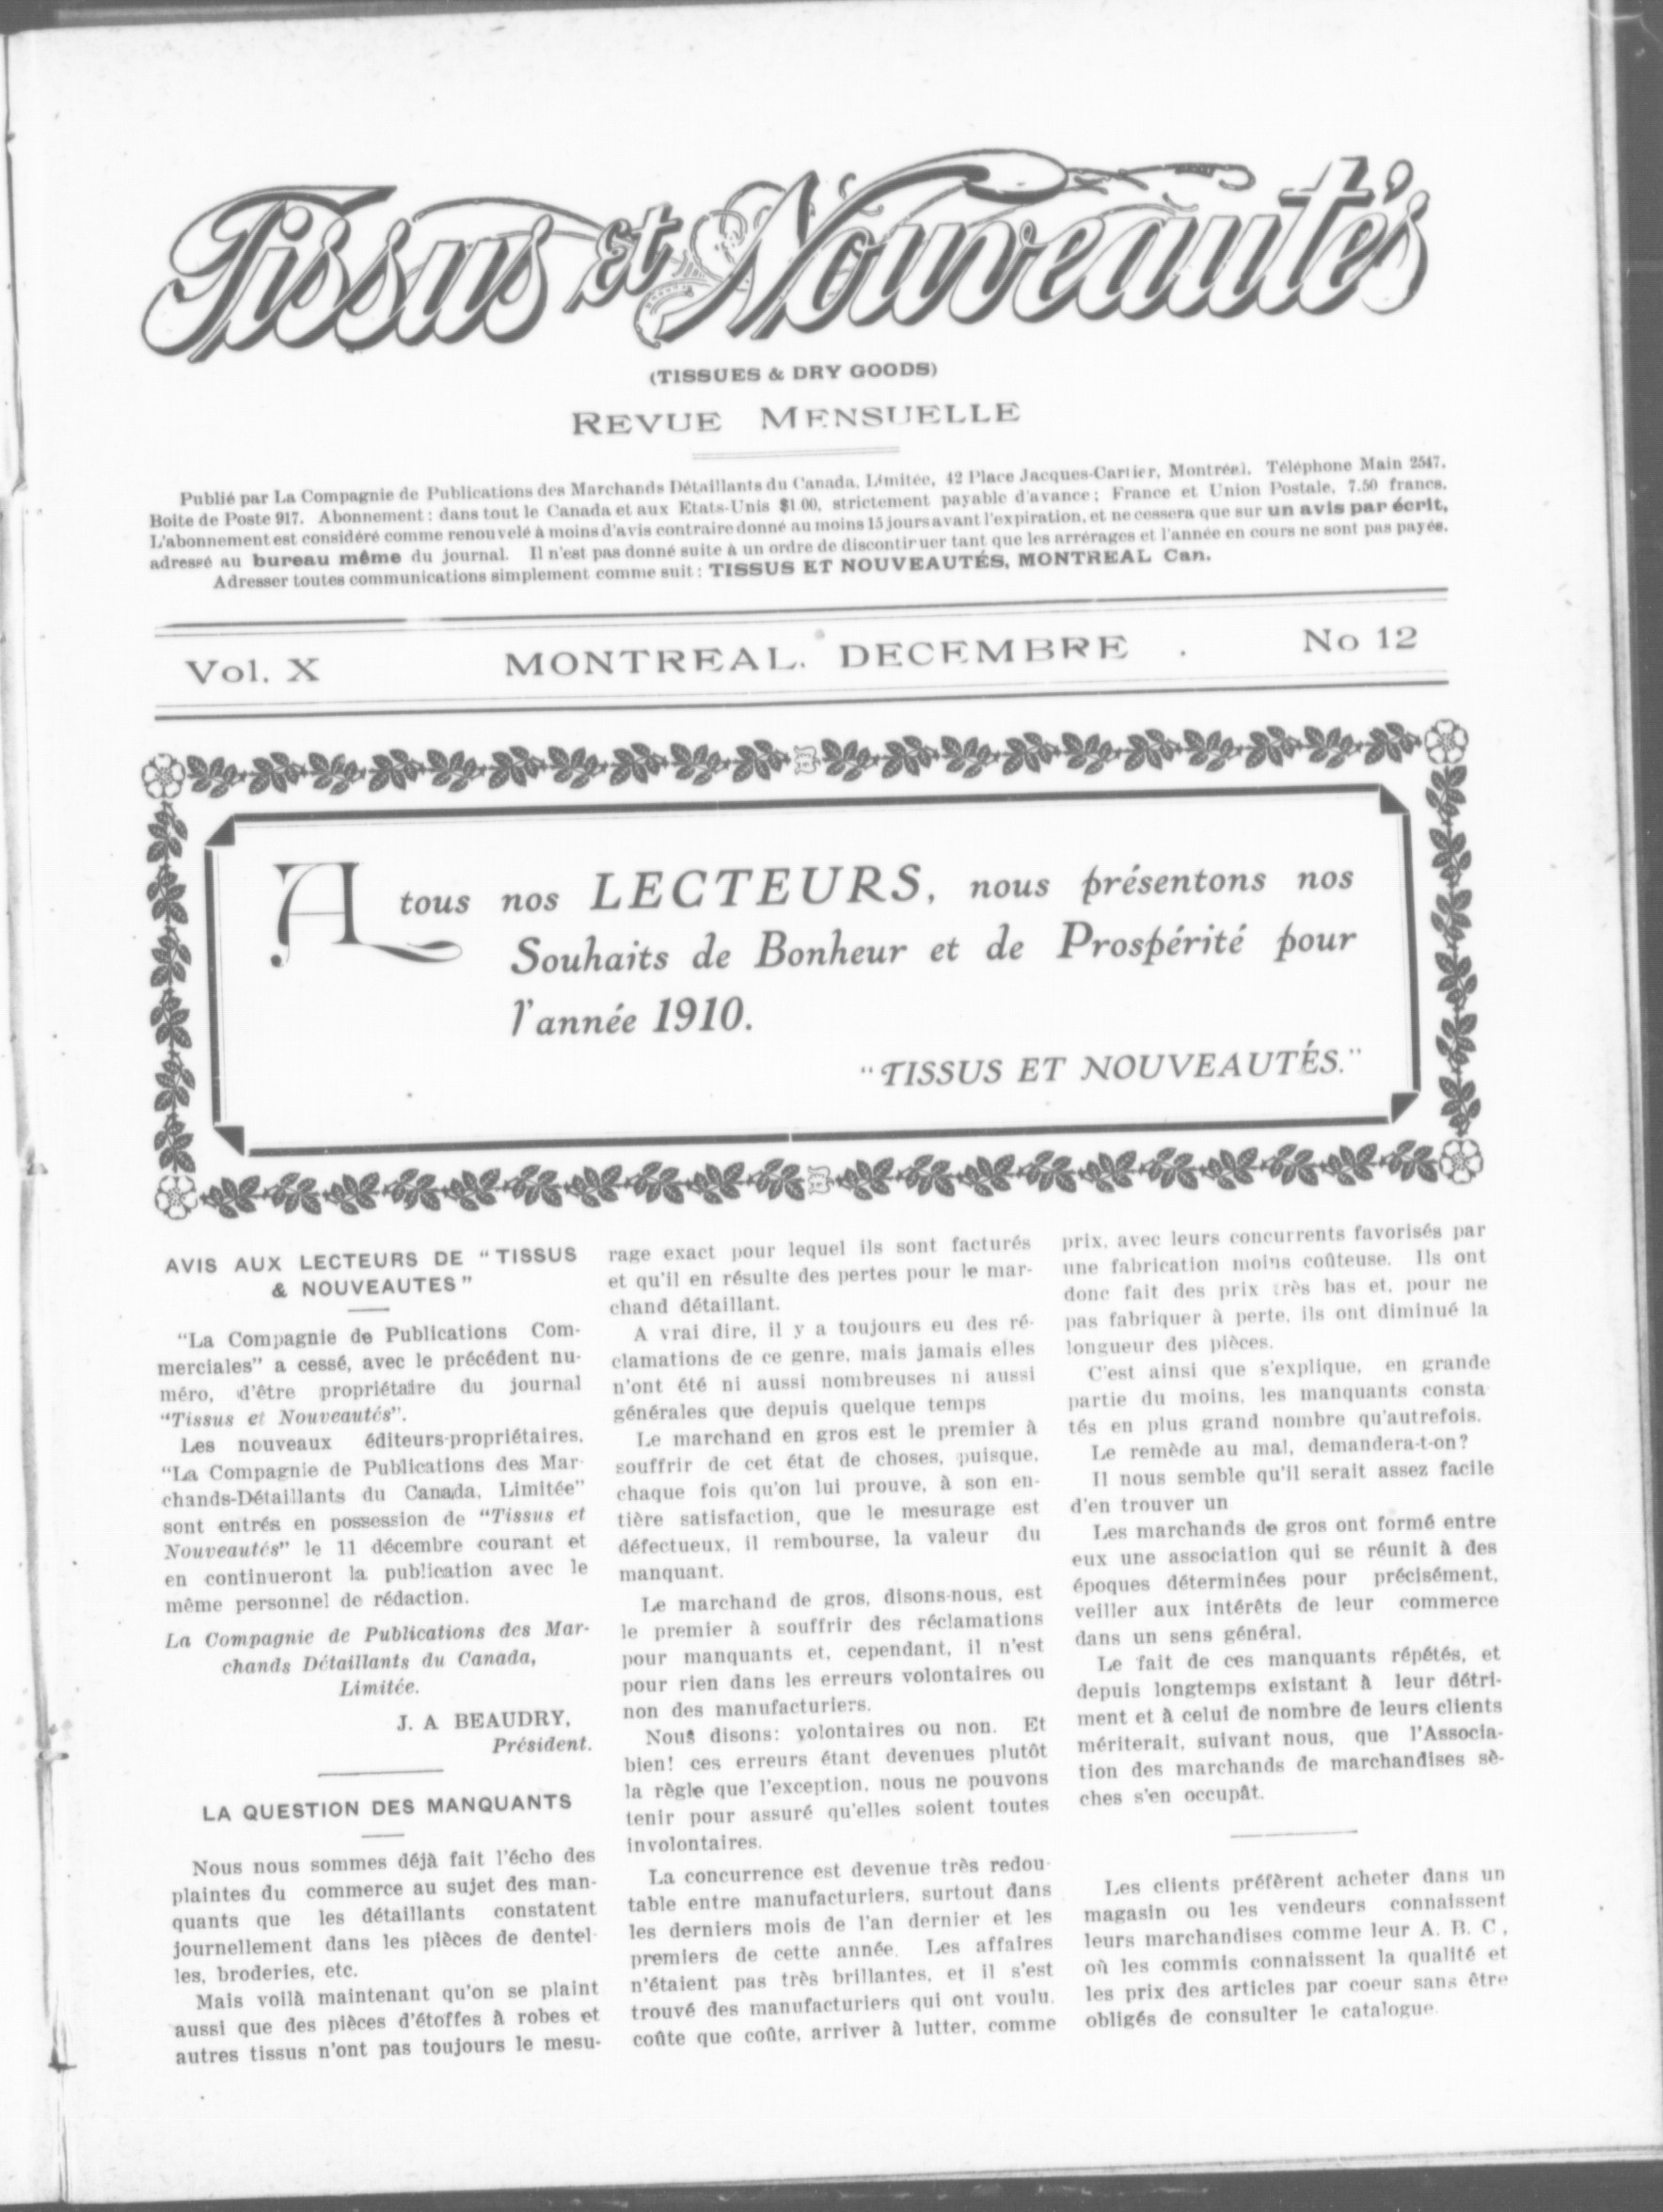 Tissus et Nouveautés
(TISSUES & DRY GOODS)
REVUE MENSUELLE
Publié par La Compagnie de Publications des Marchands Détaillants du Canada, Limitée, 42 Place Jacques-Cartier, Montréal. Téléphone Main 2547.
Boite de Poste 917. Abonnement : dans tout le Canada et aux Etats-Unis $1.00, strictement payable d'avance ; France et Union Postale, 7.50 francs.
L'abonnement est considéré comme renouvelé à moins d'avis contraire donné au moins 15 jours avant l'expiration, et ne cessera que sur un avis par écrit,
adressé au bureau même du journal. Il n'est pas donné suite à un ordre de discontinuer tant que les arrérages et l'année en cours ne sont pas payés.
Adresser toutes communications simplement comme suit : TISSUS ET NOUVEAUTÉS, MONTREAL Can.
Vol. X MONTREAL. DECEMBRE . No 12
A tous nos LECTEURS, nous présentons nos
Souhaits de Bonheur et de Prospérité pour
l'année 1910.
"TISSUS ET NOUVEAUTÉS."
AVIS AUX LECTEURS DE "TISSUS
& NOUVEAUTES"
"La Compagnie de Publications Com-
merciales" a cessé, avec le précédent nu-
méro, d'être propriétaire du journal
"Tissus et Nouveautés".
Les nouveaux éditeurs-propriétaires.
"La Compagnie de Publications des Mar-
chands-Détaillants du Canada, Limitée"
sont entrés en possession de "Tissus et
Nouveautés" le 11 décembre courant et
en continueront la publication avec le
même personnel de rédaction.
La Compagnie de Publications des Mar-
chands Détaillants du Canada,
Limitée.
J. A BEAUDRY,
Président.
LA QUESTION DES MANQUANTS
Nous nous sommes déjà fait l'écho des
plaintes du commerce au sujet des man-
quants que les détaillants constatent
journellement dans les pièces de dentel-
les, broderies, etc.
Mais voilà maintenant qu'on se plaint
aussi que des pièces d'étoffes à robes et
autres tissus n'ont pas toujours le mesu-
rage exact pour lequel ils sont facturés
et qu'il en résulte des pertes pour le mar-
chand détaillant.
A vrai dire, il y a toujours eu des ré-
clamations de ce genre, mais jamais elles
n'ont été ni aussi nombreuses ni aussi
générales que depuis quelque temps
Le marchand en gros est le premier à
souffrir de cet état de choses, puisque,
chaque fois qu'on lui prouve, à son en-
tière satisfaction, que le mesurage est
défectueux, il rembourse, la valeur du
manquant.
Le marchand de gros, disons-nous, est
le premier à souffrir des réclamations
pour manquants et, cependant, il n'est
pour rien dans les erreurs volontaires ou
non des manufacturiers.
Nous disons: volontaires ou non. Et
bien! ces erreurs étant devenues plutôt
la règle que l'exception, nous ne pouvons
tenir pour assuré qu'elles soient toutes
involontaires.
La concurrence est devenue très redou-
table entre manufacturiers, surtout dans
les derniers mois de l'an dernier et les
premiers de cette année. Les affaires
n'étaient pas très brillantes, et il s'est
trouvé des manufacturiers qui ont voulu,
coûte que coûte, arriver à lutter, comme
prix, avec leurs concurrents favorisés par
une fabrication moins coûteuse. Ils ont
donc fait des prix très bas et, pour ne
pas fabriquer à perte, ils ont diminué la
longueur des pièces.
C'est ainsi que s'explique, en grande
partie du moins, les manquants consta
tés en plus grand nombre qu'autrefois.
Le remède au mal, demandera-t-on?
Il nous semble qu'il serait assez facile
d'en trouver un
Les marchands de gros ont formé entre
eux une association qui se réunit à des
époques déterminées pour précisément,
veiller aux intérêts de leur commerce
dans un sens général.
Le fait de ces manquants répétés, et
depuis longtemps existant à leur détri-
ment et à celui de nombre de leurs clients
mériterait, suivant nous, que l'Associa-
tion des marchands de marchandises sè-
ches s'en occupât.
Les clients préfèrent acheter dans un
magasin ou les vendeurs connaissent
leurs marchandises comme leur A. B. C,
où les commis connaissent la qualité et
les prix des articles par coeur sans être
obligés de consulter le catalogue.